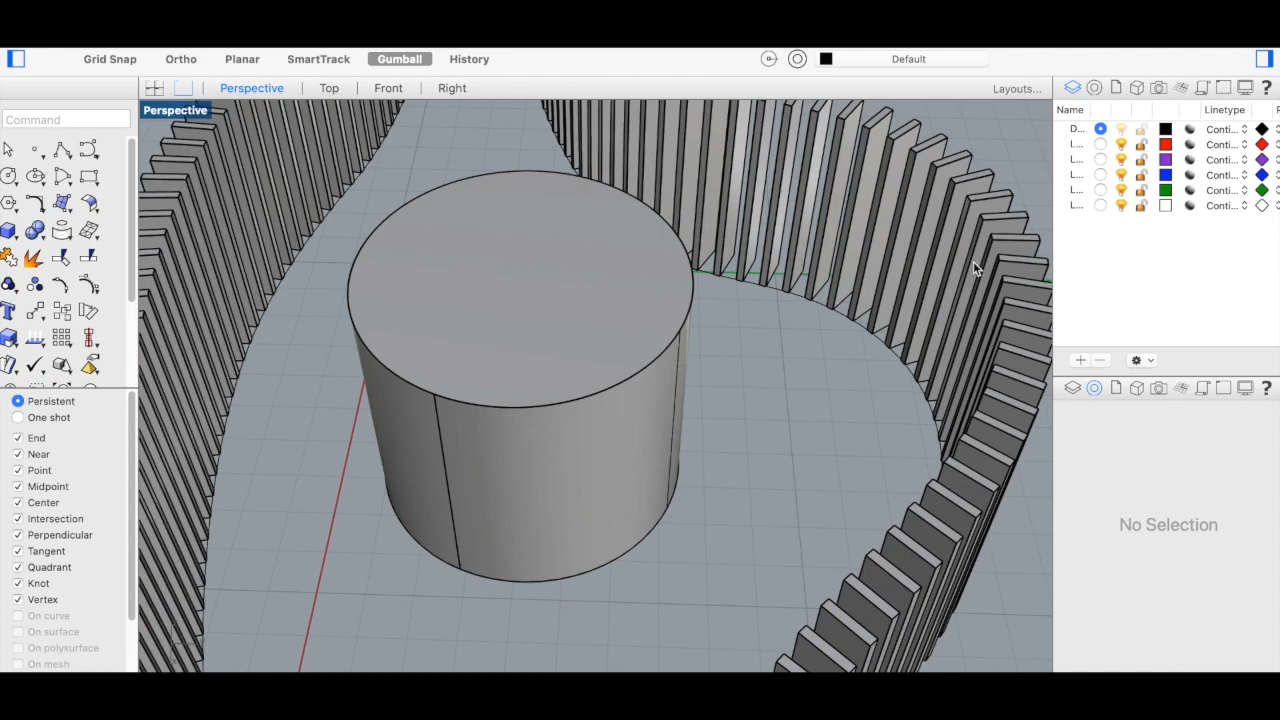 Grid Snap Ortho Planar SmartTrack Gumball History Default
Perspective Top Front Right Layouts...
Perspective
Command
Name Linetype P
D... Conti...
L... Conti...
L... Conti...
L... Conti...
L... Conti...
L... Conti...
Persistent
One shot
End
Near
Point
Midpoint
Center
Intersection
Perpendicular
Tangent
Quadrant
Knot
Vertex
On curve
On surface
On polysurface
On mesh
No Selection